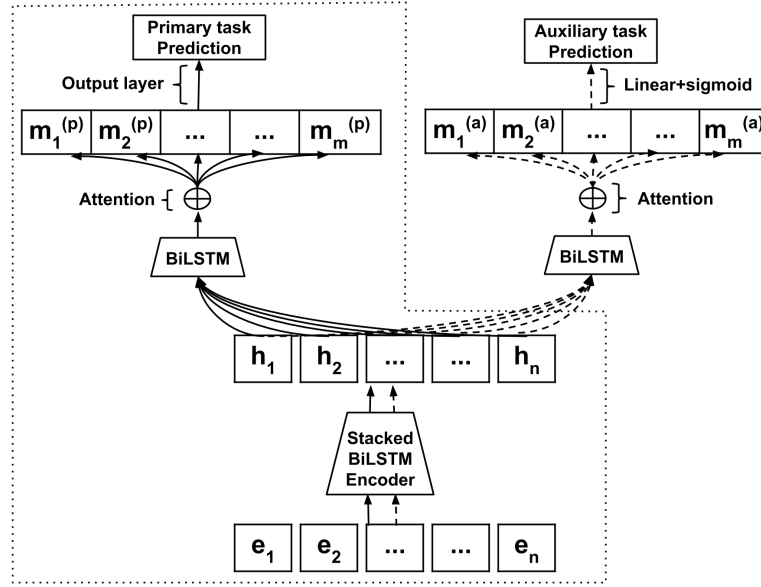 Primary task
Prediction
Auxiliary task
Prediction
Output layer
Linear+sigmoid
m1(p) m2(p) ... ... mm(p)
m1(a) m2(a) ... ... mm(a)
Attention
Attention
BiLSTM
BiLSTM
h1 h2 ... ... hn
Stacked
BiLSTM
Encoder
e1 e2 ... ... en